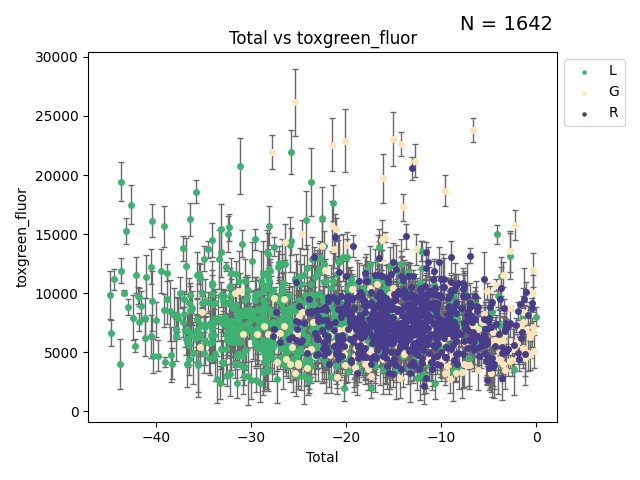 N = 1642
Total vs toxgreen_fluor
30000
25000
20000
15000
10000
5000
0
toxgreen_fluor
−40 −30 −20 −10 0
Total
L
G
R